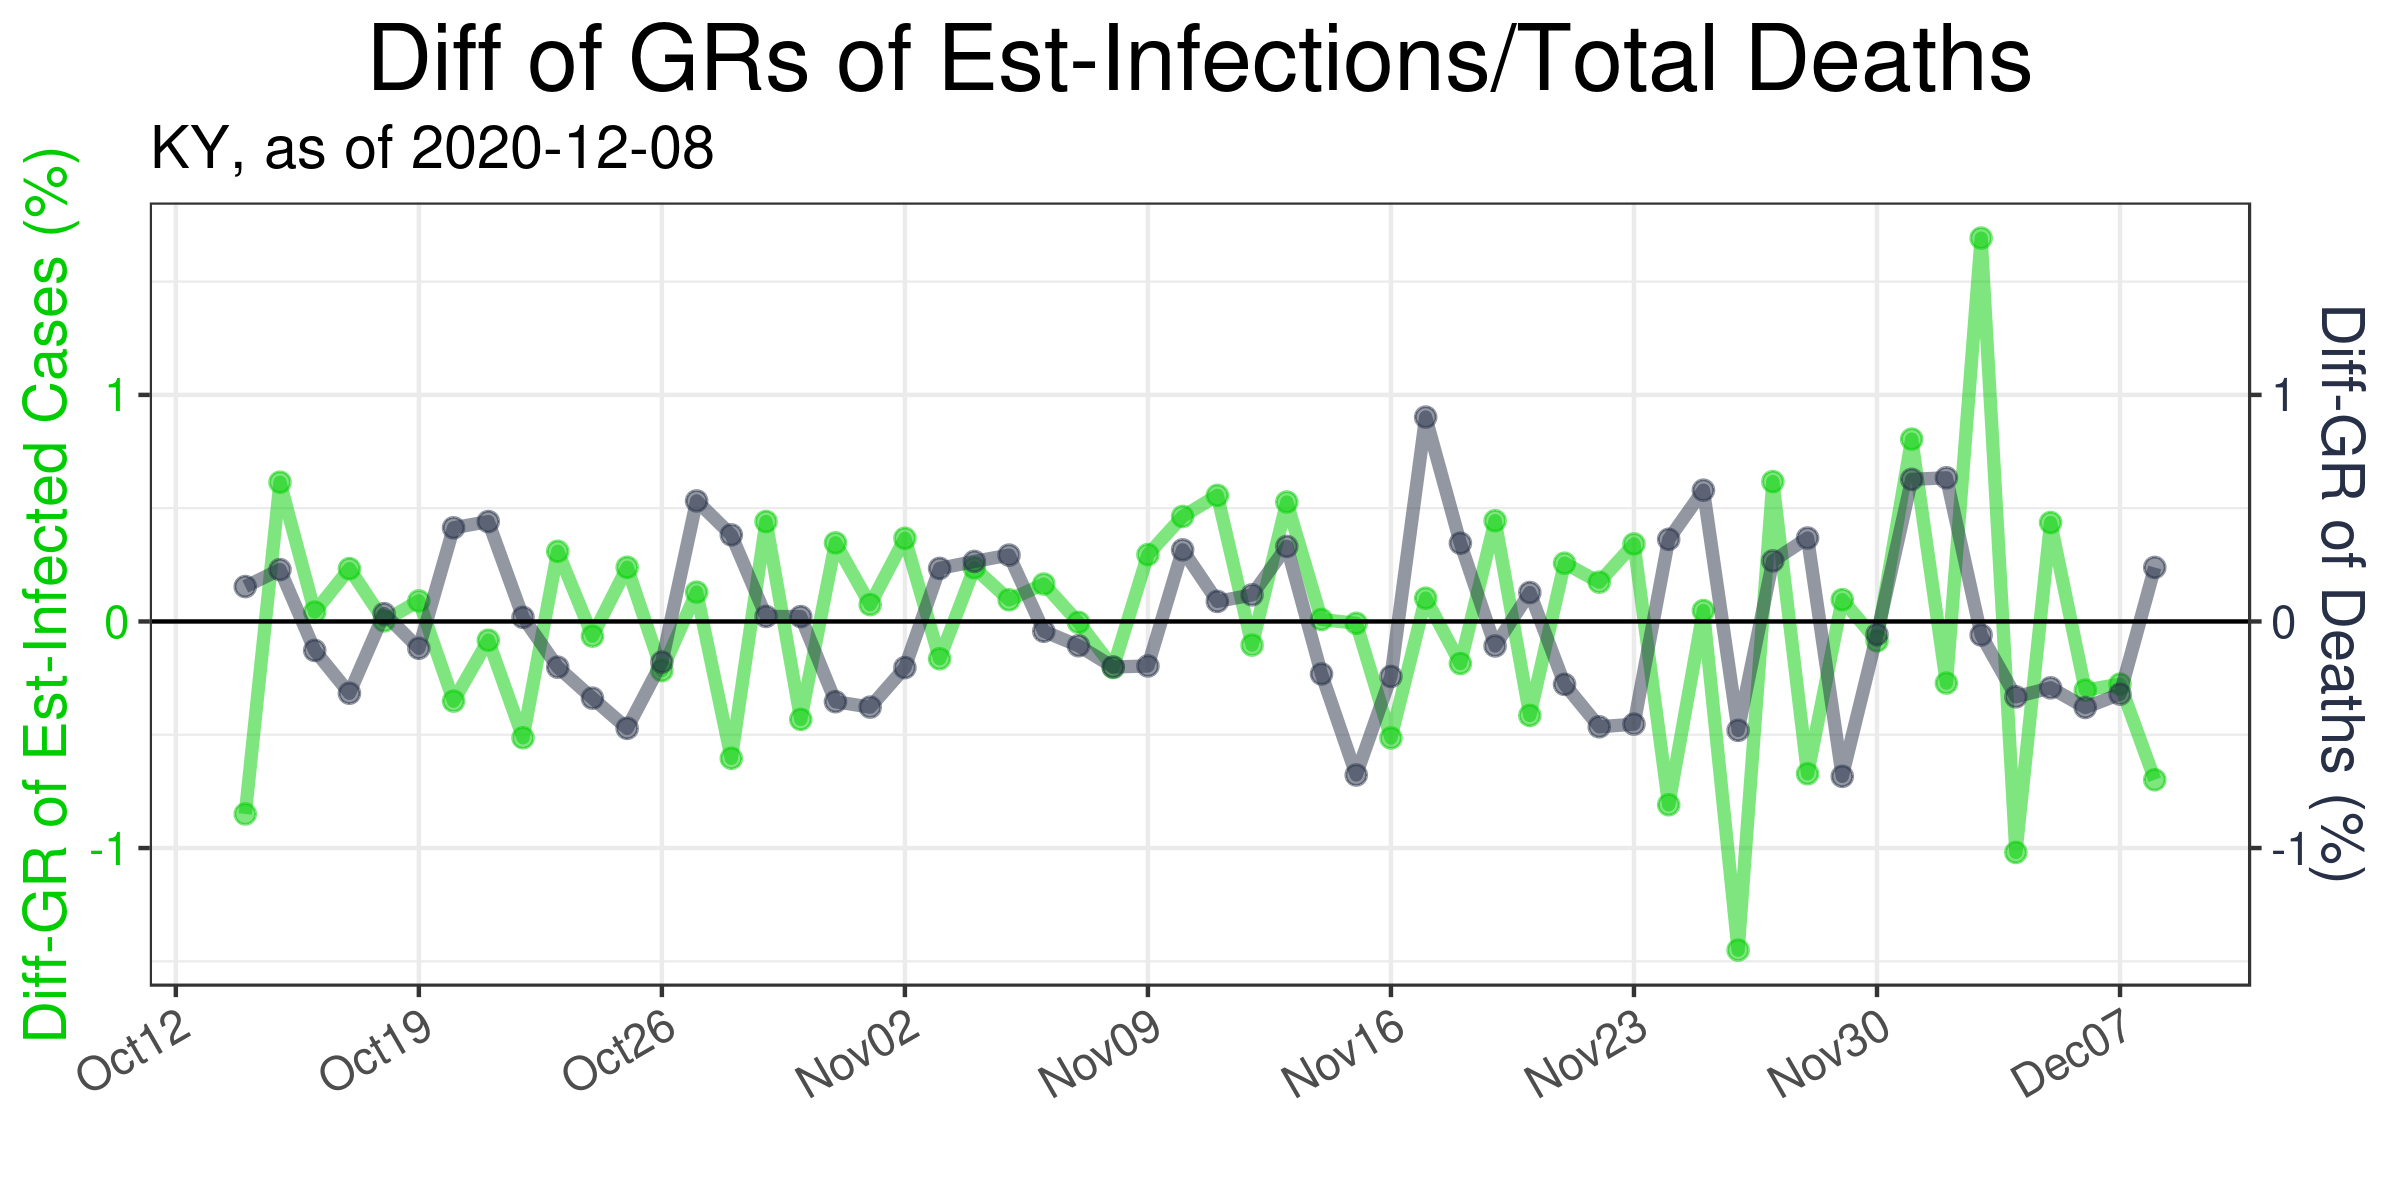 Diff of GRs of Est-Infections/Total Deaths
KY, as of 2020-12-08
Diff-GR of Est-Infected Cases (%)
1
0
-1
1
0
-1
Diff-GR of Deaths (%)
Oct12
Oct19
Oct26
Nov02
Nov09
Nov16
Nov23
Nov30
Dec07